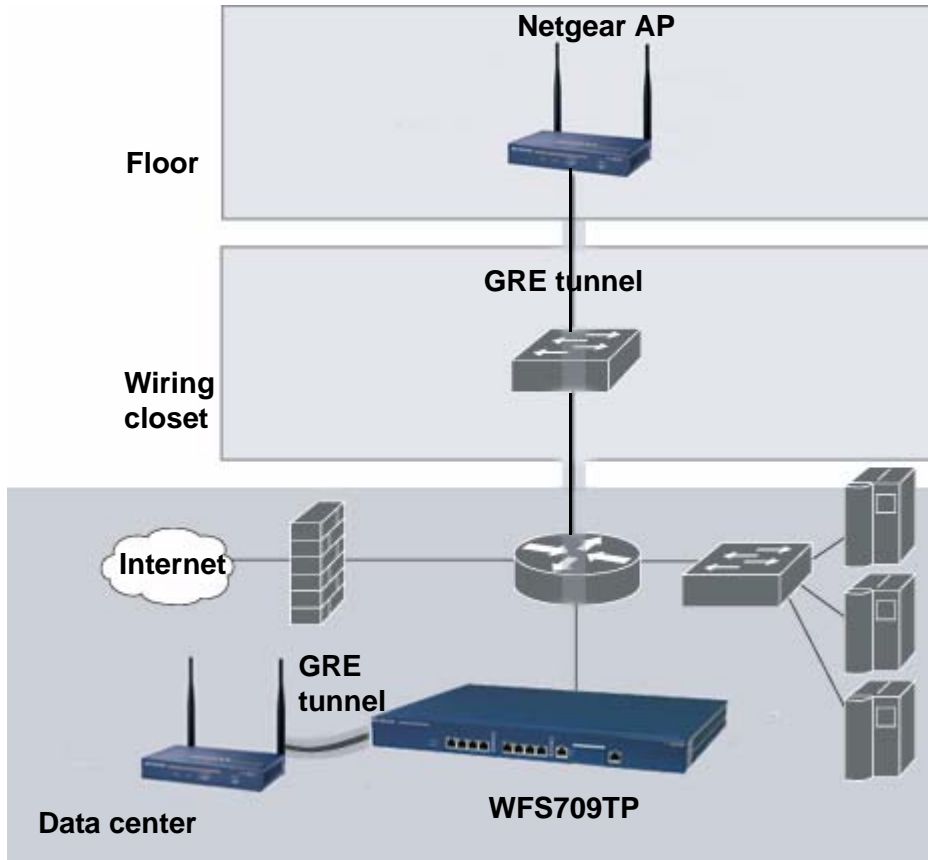 Netgear AP
Floor
GRE tunnel
Wiring
closet
Internet
GRE
tunnel
WFS709TP
Data center